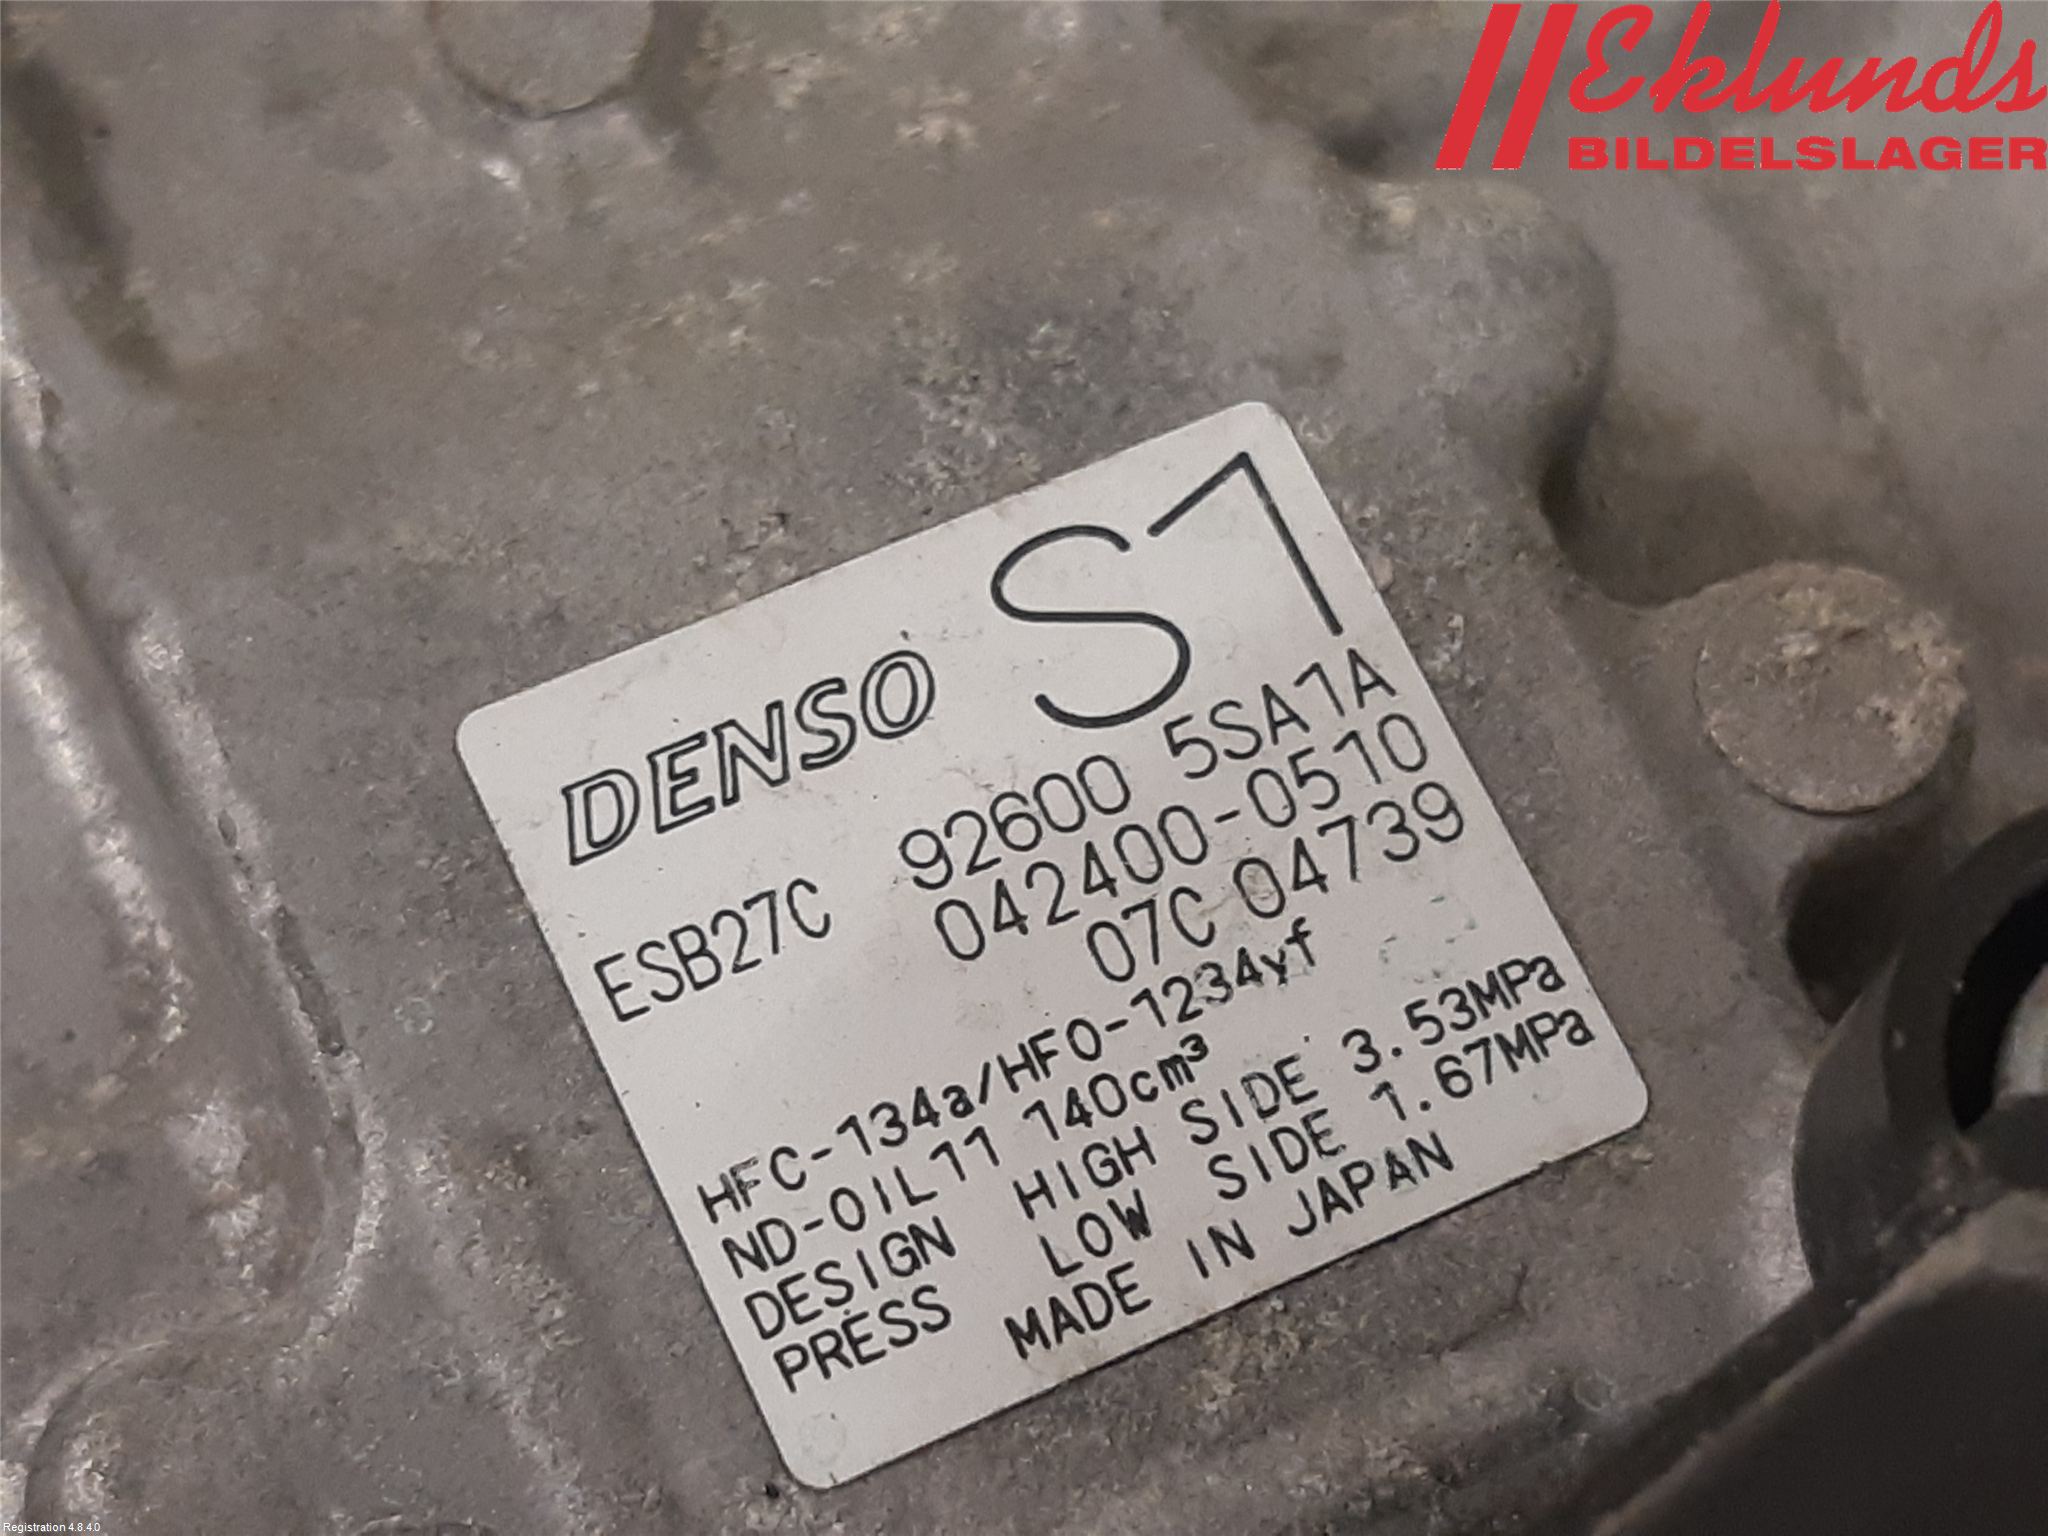 Eklunds
BILDELSLAGER
DENSO S1
92600 5SA1A
ESB27C 042400-0510
07C 04739
HFC-134a/HFO-1234yf
ND-OIL11 140cm³
DESIGN HIGH SIDE 3.53MPa
PRESS LOW SIDE 1.67MPa
MADE IN JAPAN
Registration 4.8.4.0